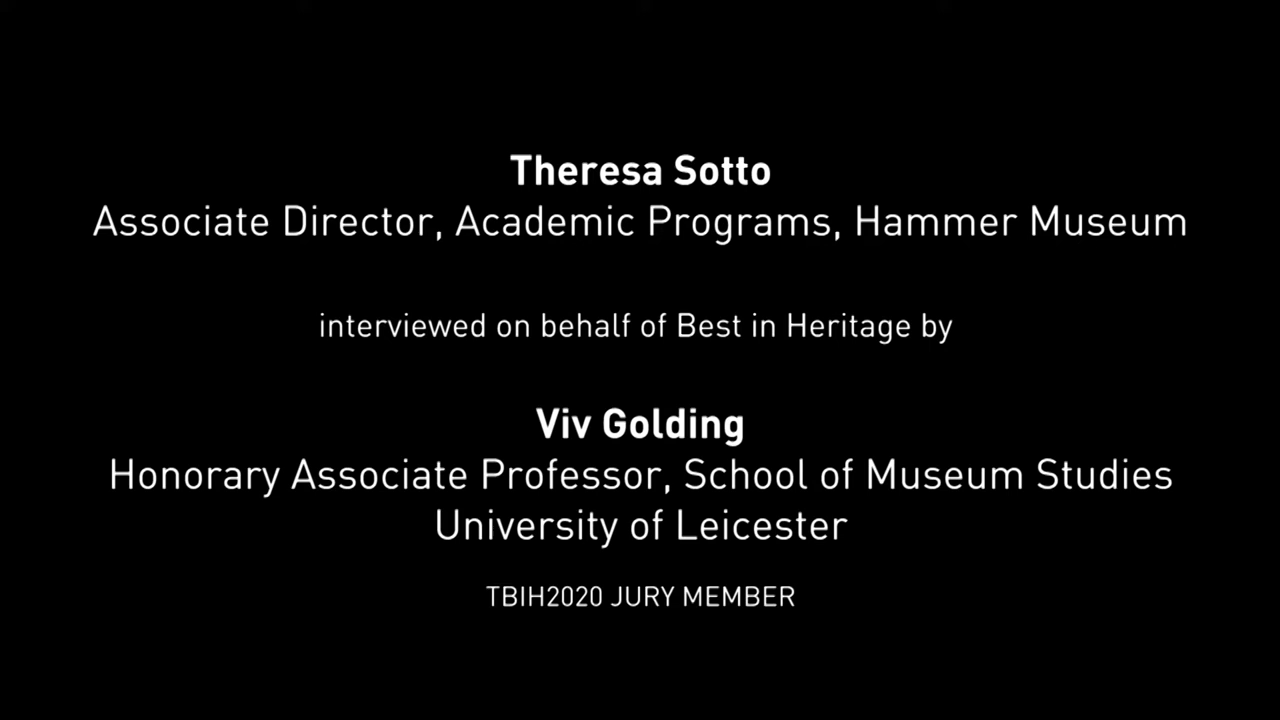 Theresa Sotto
Associate Director, Academic Programs, Hammer Museum
interviewed on behalf of Best in Heritage by
Viv Golding
Honorary Associate Professor, School of Museum Studies
University of Leicester
TBIH2020 JURY MEMBER